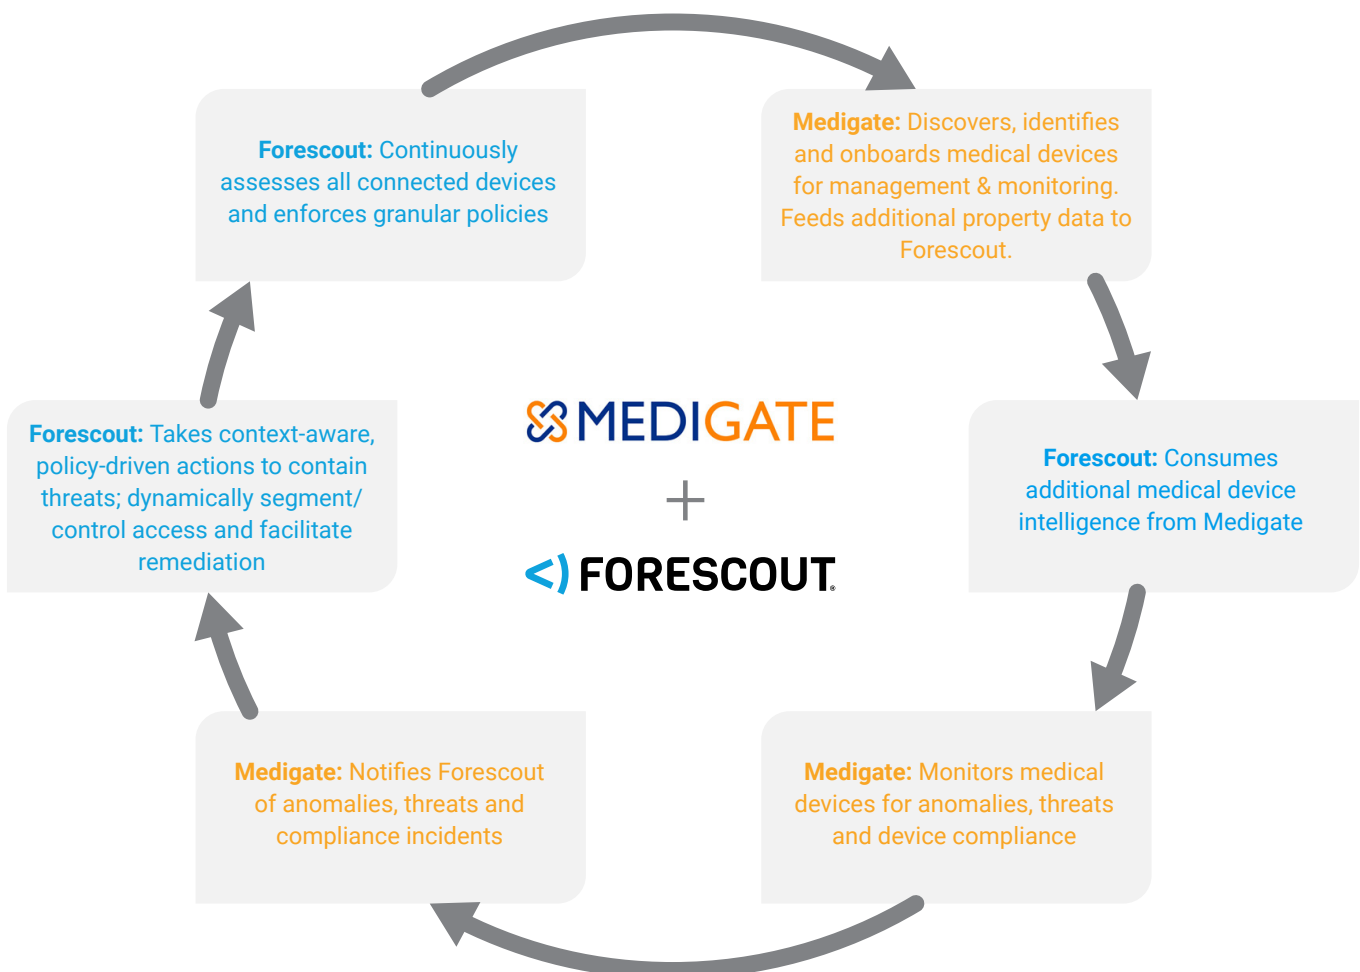 Forescout: Continuously
assesses all connected devices
and enforces granular policies
Medigate: Discovers, identifies
and onboards medical devices
for management & monitoring.
Feeds additional property data to
Forescout.
Forescout: Consumes
additional medical device
intelligence from Medigate
Medigate: Monitors medical
devices for anomalies, threats
and device compliance
Medigate: Notifies Forescout
of anomalies, threats and
compliance incidents
Forescout: Takes context-aware,
policy-driven actions to contain
threats; dynamically segment/
control access and facilitate
remediation
MEDIGATE
+
FORESCOUT®